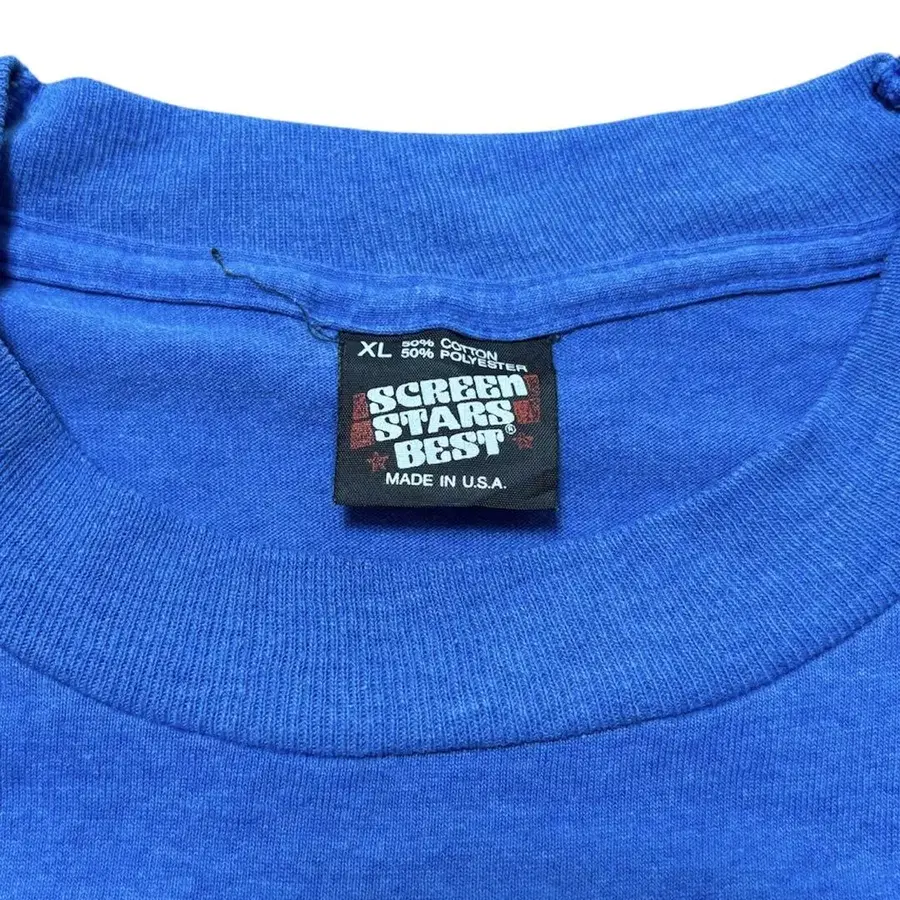 XL 50% COTTON
50% POLYESTER
SCREEN
STARS
BEST®
MADE IN U.S.A.